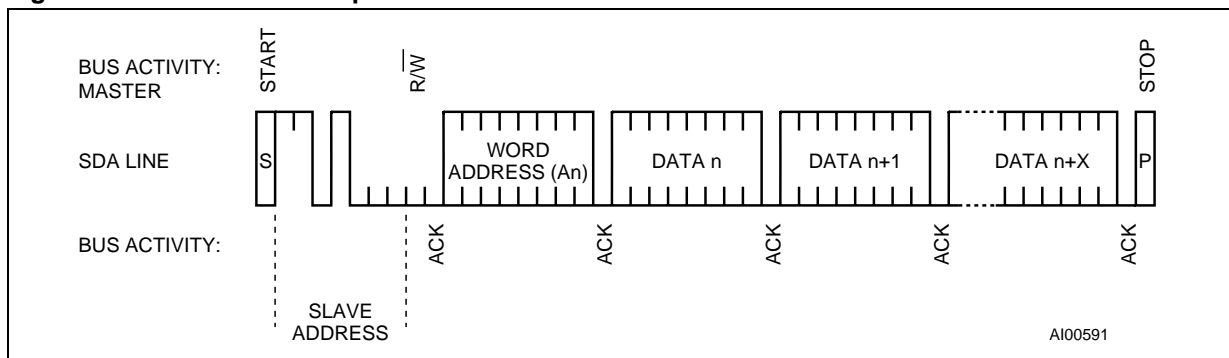 BUS ACTIVITY:
MASTER
START
R/W
STOP
SDA LINE
S
WORD
ADDRESS (An)
DATA n
DATA n+1
DATA n+X
P
BUS ACTIVITY:
ACK
ACK
ACK
ACK
ACK
SLAVE
ADDRESS
AI00591